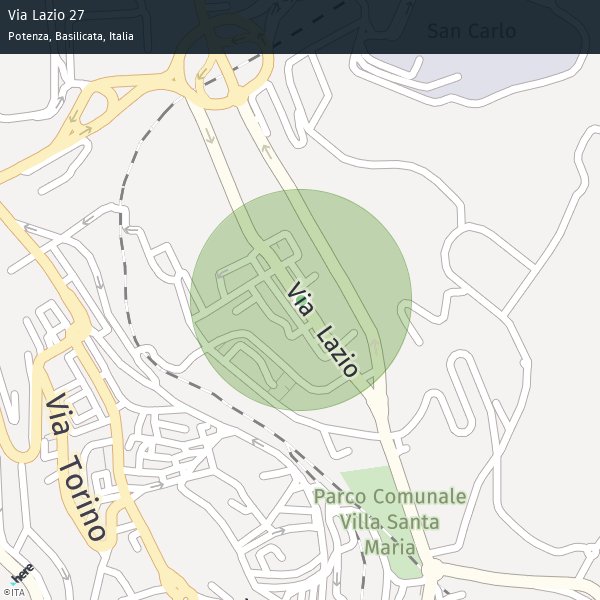 Via Lazio 27
Potenza, Basilicata, Italia
San Carlo
Via Lazio
Via Torino
Parco Comunale
Villa Santa
Maria
here
©ITA